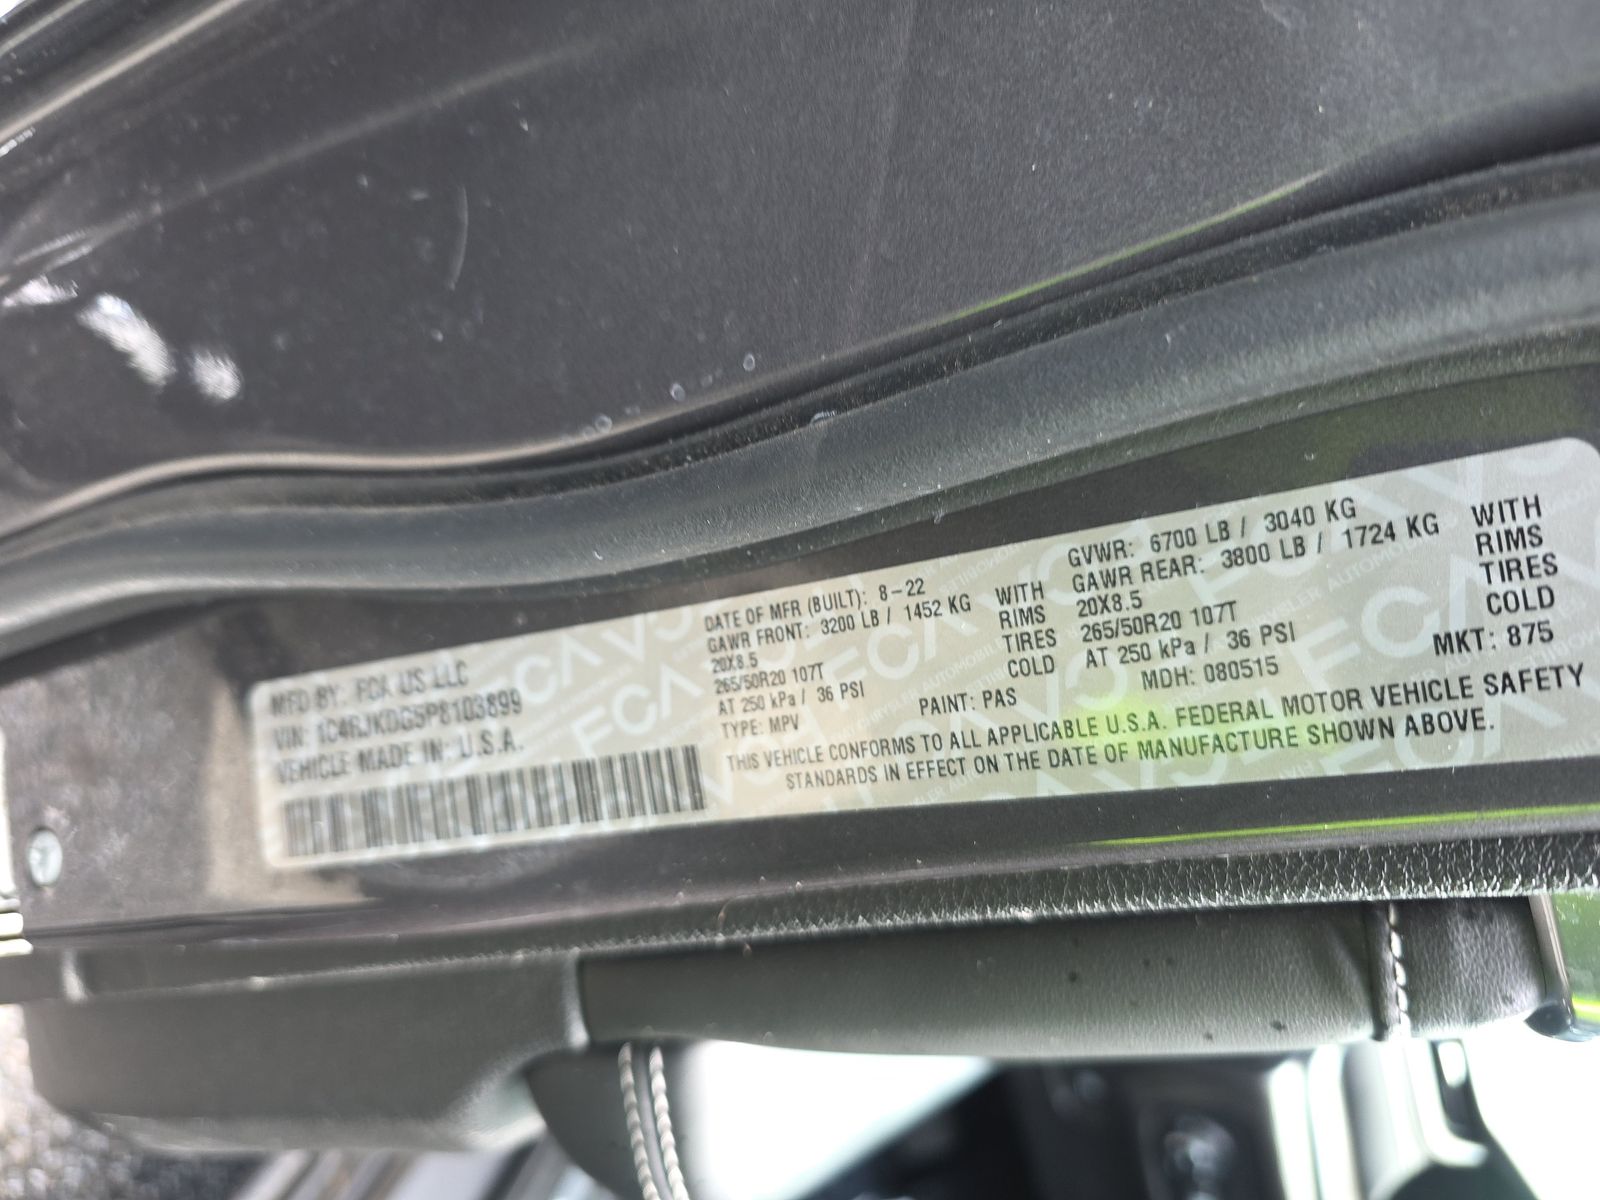 MFD BY: FCA US LLC
VIN: 1C4RJKDG5P8103899
VEHICLE MADE IN: U.S.A.
DATE OF MFR (BUILT): 8-22
GAWR FRONT: 3200 LB / 1452 KG WITH
20X8.5 RIMS
265/50R20 107T TIRES
AT 250 kPa / 36 PSI COLD
TYPE: MPV PAINT: PAS
GVWR: 6700 LB / 3040 KG
GAWR REAR: 3800 LB / 1724 KG WITH
20X8.5 RIMS
265/50R20 107T TIRES
AT 250 kPa / 36 PSI COLD
MDH: 080515 MKT: 875
THIS VEHICLE CONFORMS TO ALL APPLICABLE U.S.A. FEDERAL MOTOR VEHICLE SAFETY
STANDARDS IN EFFECT ON THE DATE OF MANUFACTURE SHOWN ABOVE.